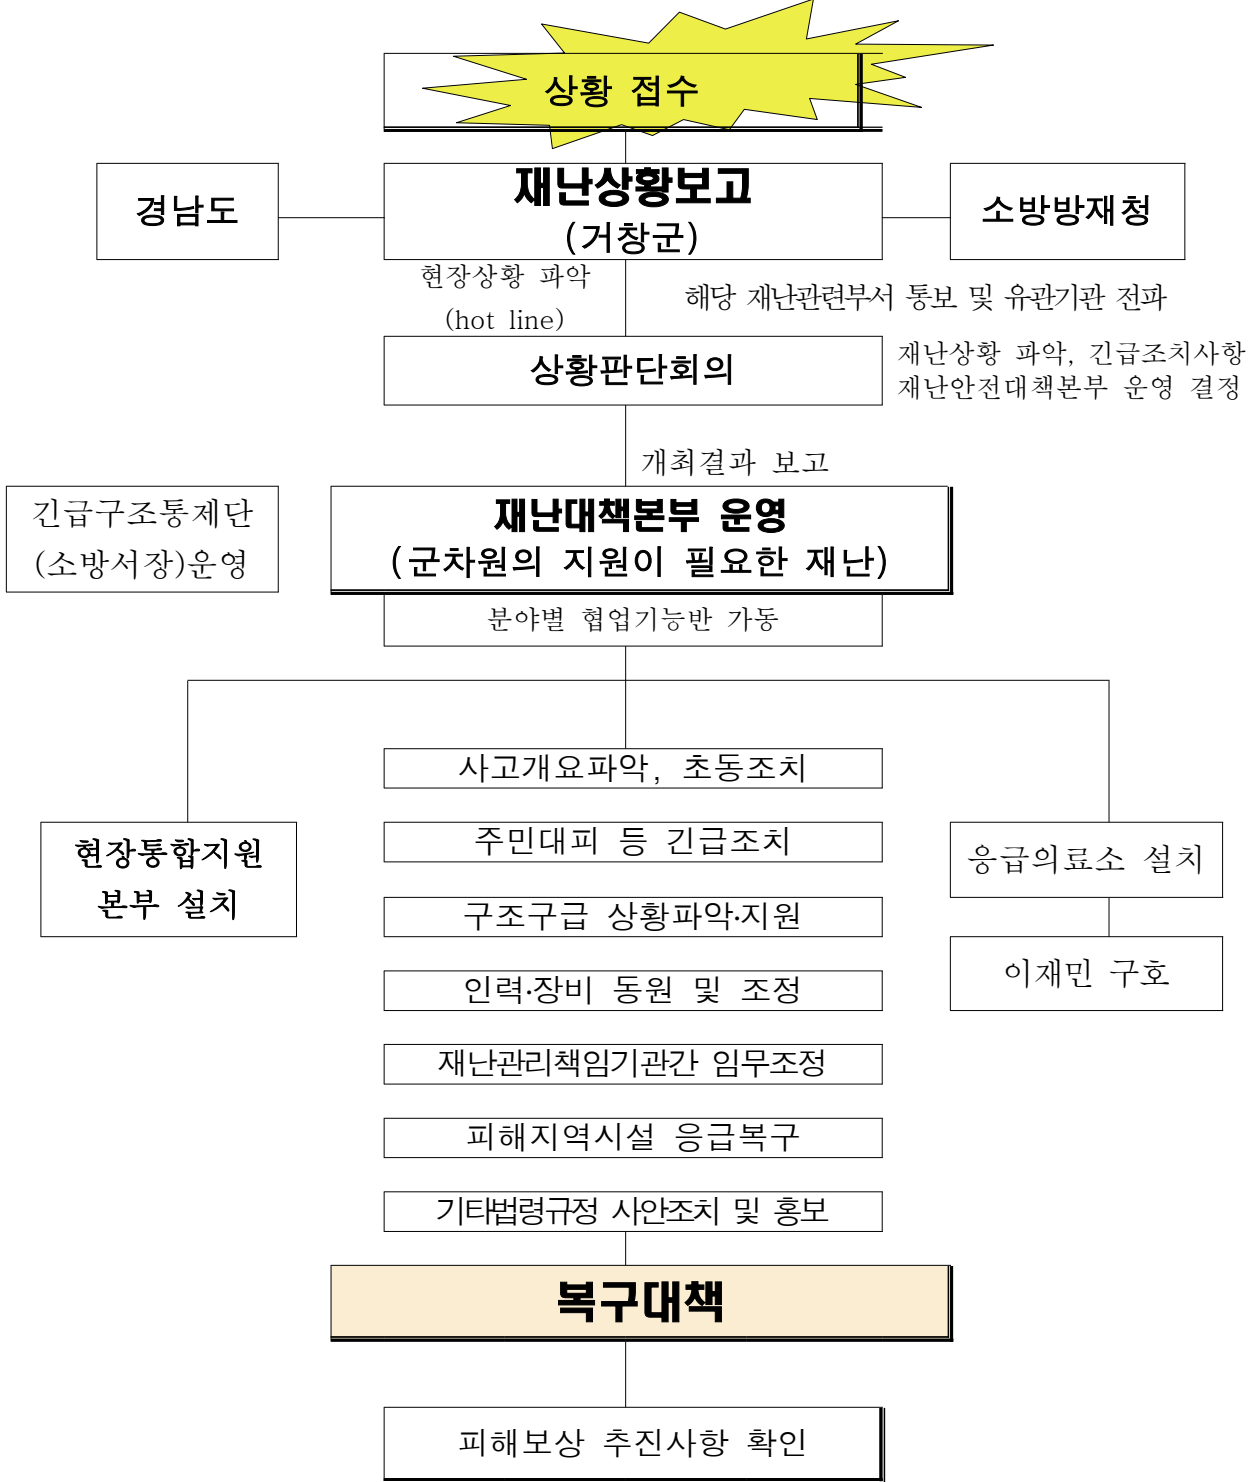 상황 접수
경남도
재난상황보고
(거창군)
소방방재청
현장상황 파악
(hot line)
해당 재난관련부서 통보 및 유관기관 전파
상황판단회의
재난상황 파악, 긴급조치사항
재난안전대책본부 운영 결정
개최결과 보고
긴급구조통제단
(소방서장)운영
재난대책본부 운영
(군차원의 지원이 필요한 재난)
분야별 협업기능반 가동
사고개요파악, 초동조치
현장통합지원
본부 설치
주민대피 등 긴급조치
응급의료소 설치
구조구급 상황파악·지원
인력·장비 동원 및 조정
이재민 구호
재난관리책임기관간 임무조정
피해지역시설 응급복구
기타법령규정 사안조치 및 홍보
복구대책
피해보상 추진사항 확인